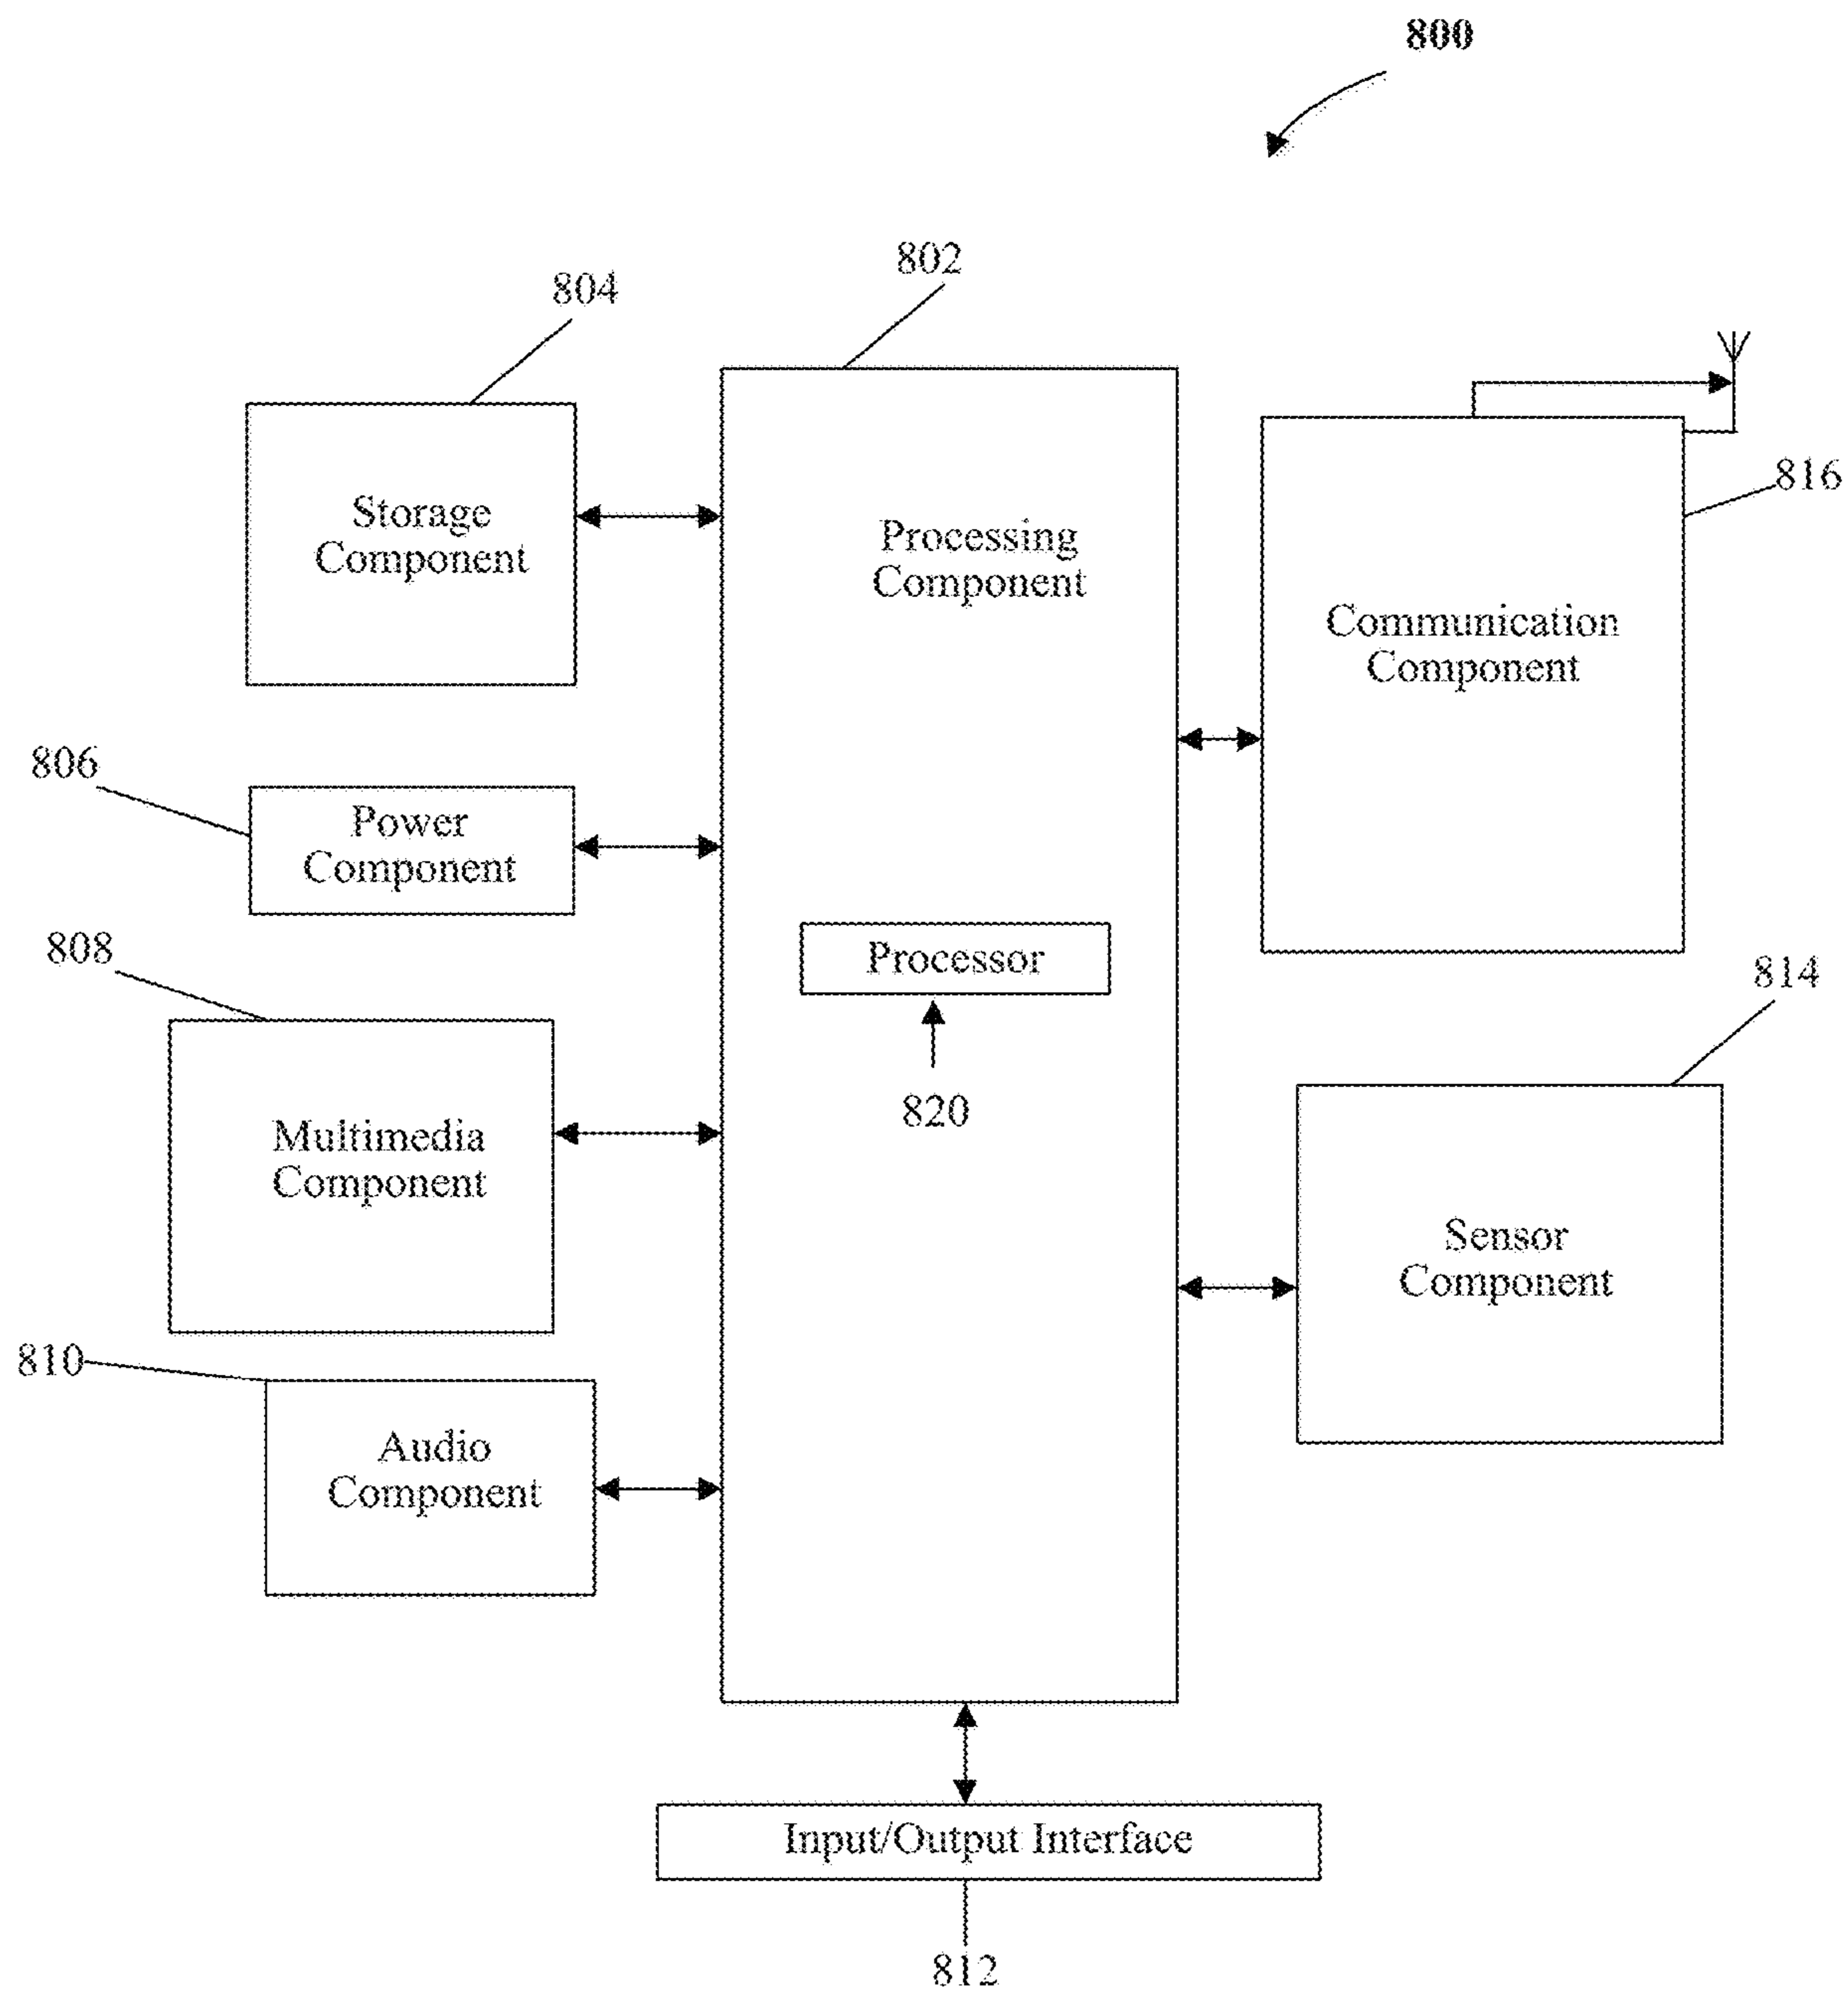 800
802
804
Storage
Component
Processing
Component
816
Communication
Component
806
Power
Component
808
Processor
820
814
Multimedia
Component
Sensor
Component
810
Audio
Component
Input/Output Interface
812